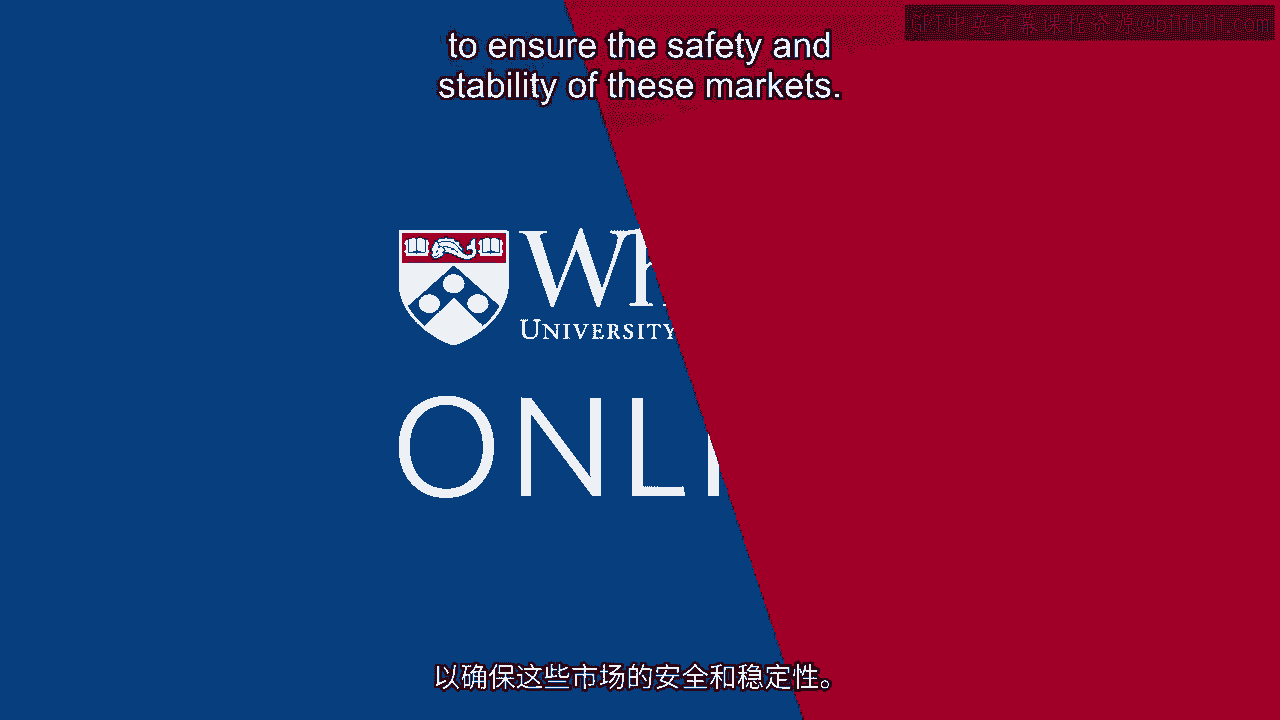 to ensure the safety and
stability of these markets.
UNIVERSITY
ONLI
以确保这些市场的安全和稳定性。